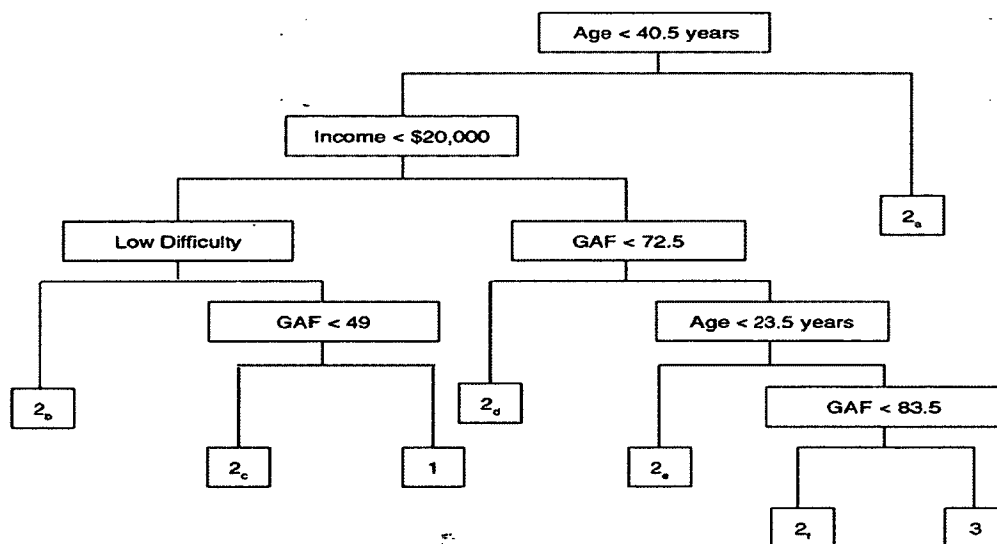 Age < 40.5 years
Income < $20,000
2a
Low Difficulty
GAF < 72.5
GAF < 49
Age < 23.5 years
2b
2d
GAF < 83.5
2c
1
2e
2f
3